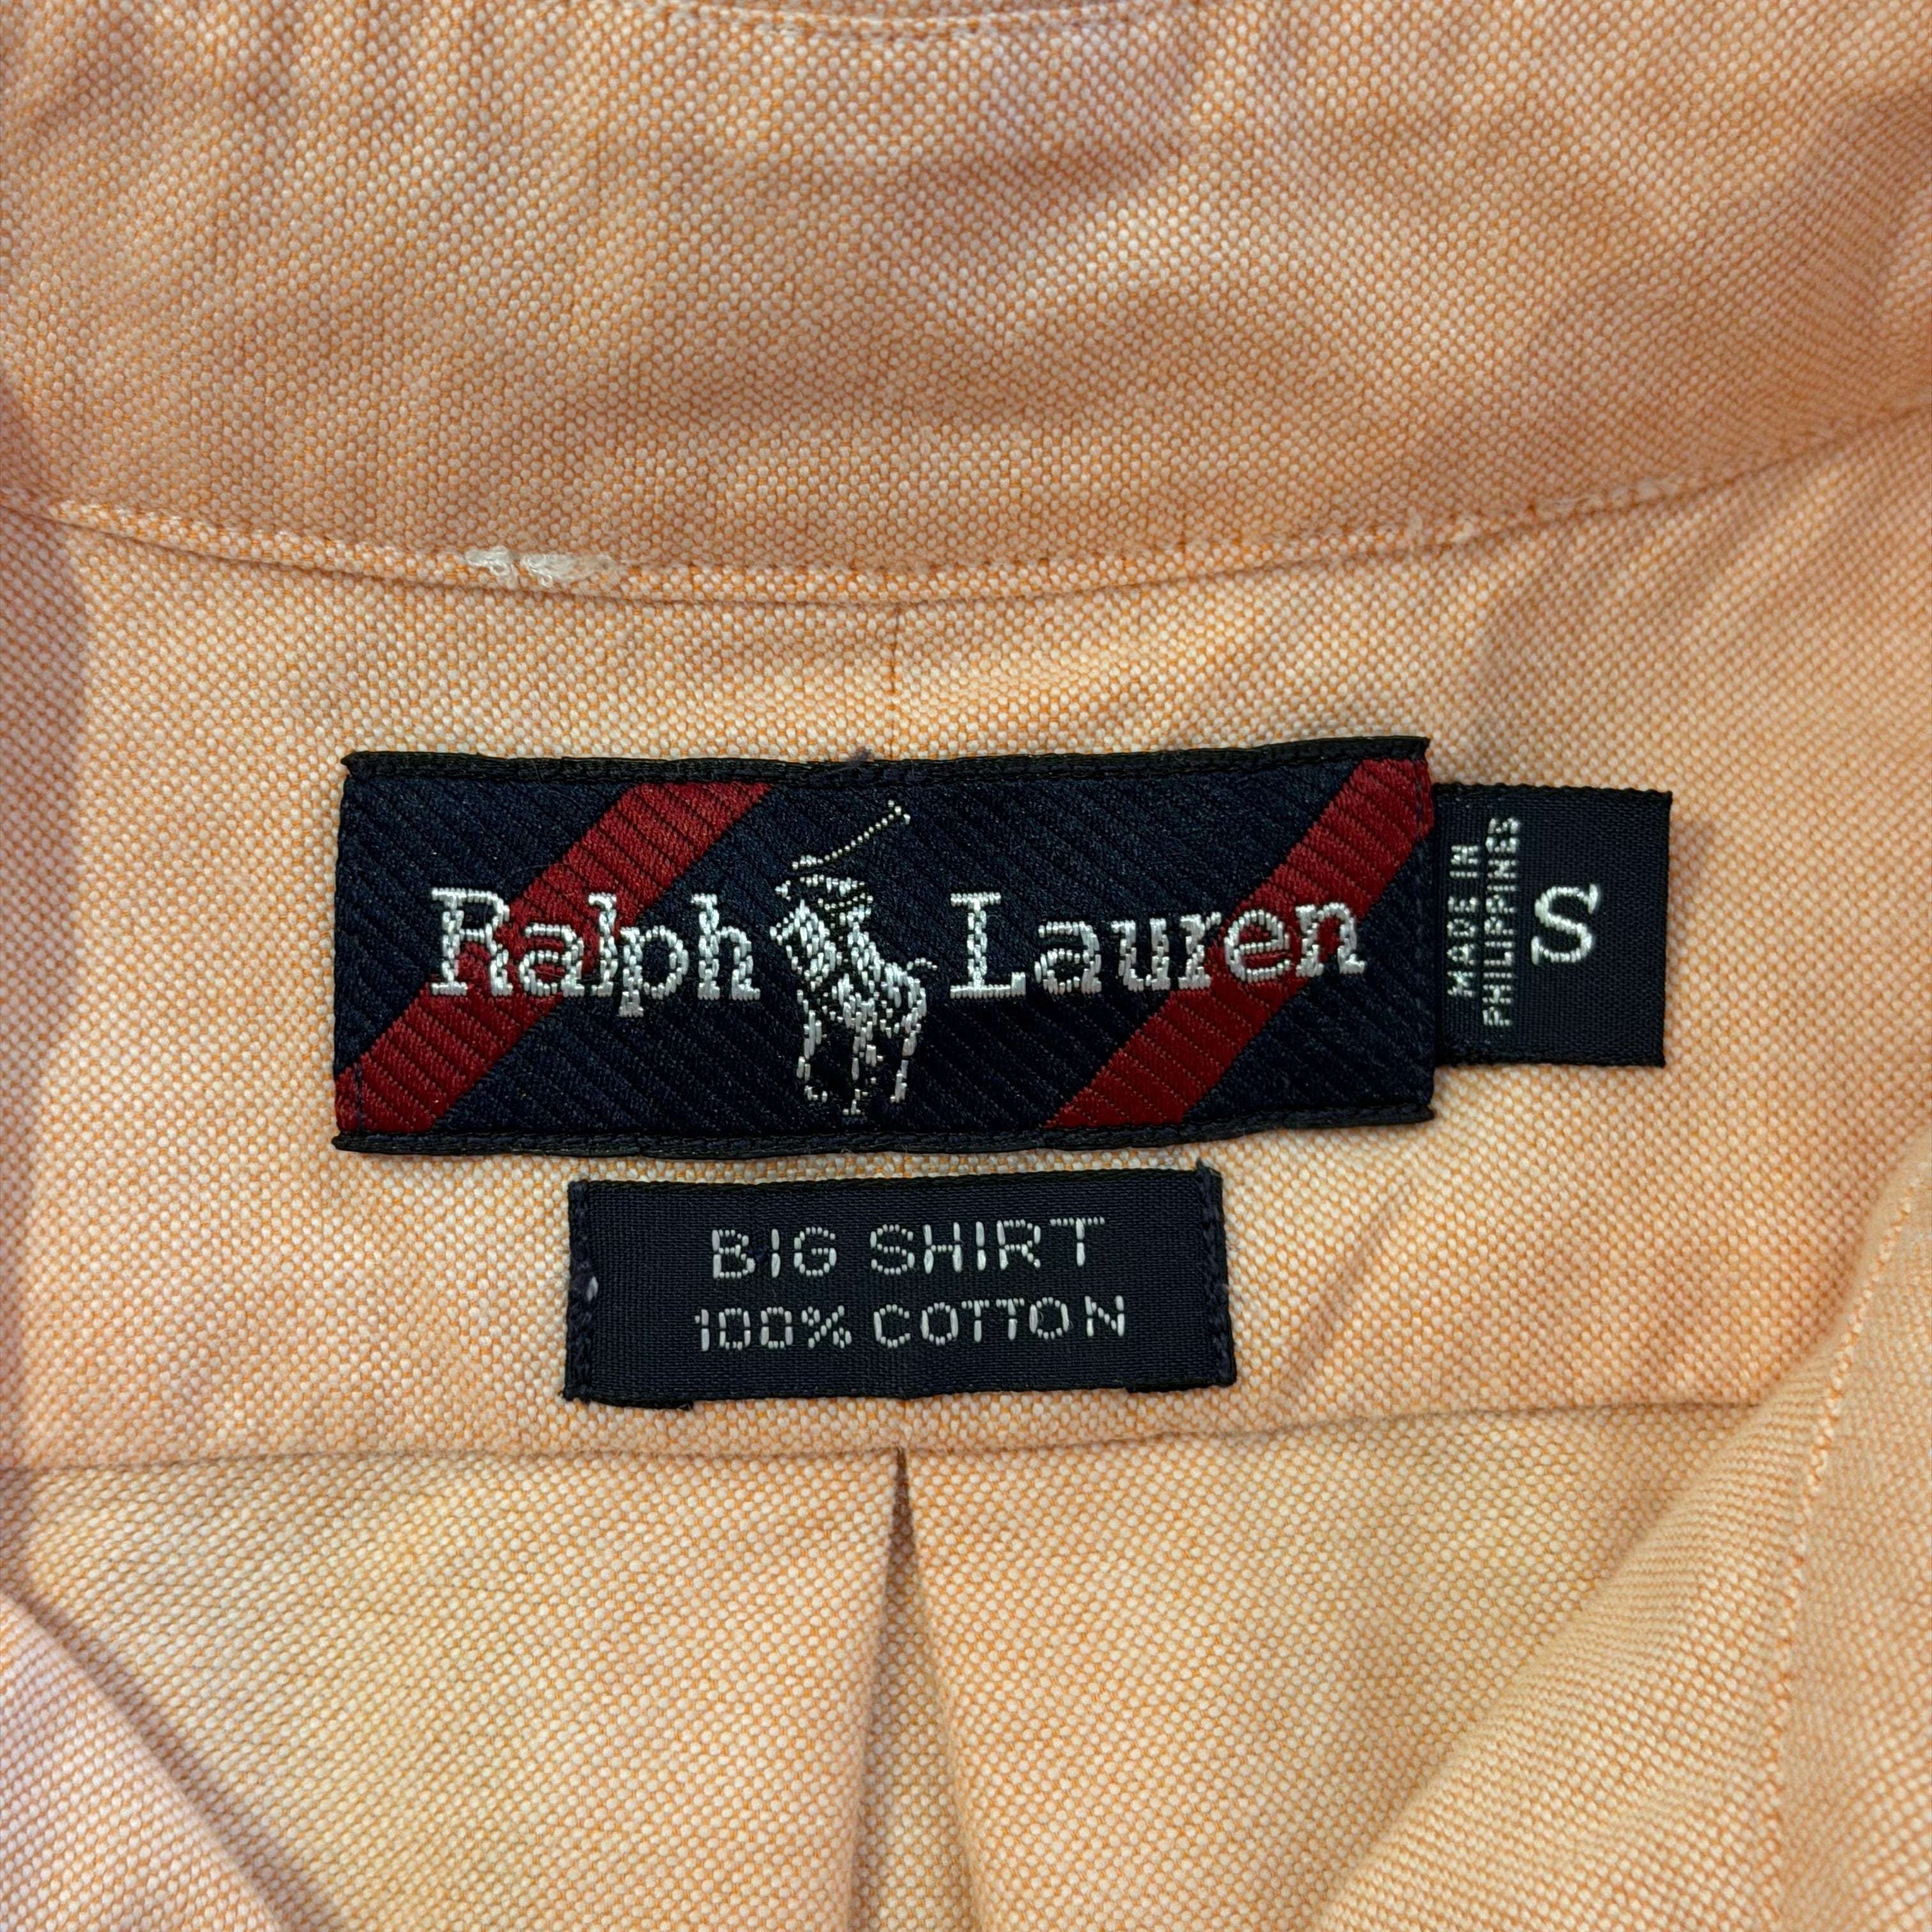 Ralph Lauren
MADE IN
PHILIPPINES
S
BIG SHIRT
100% COTTON